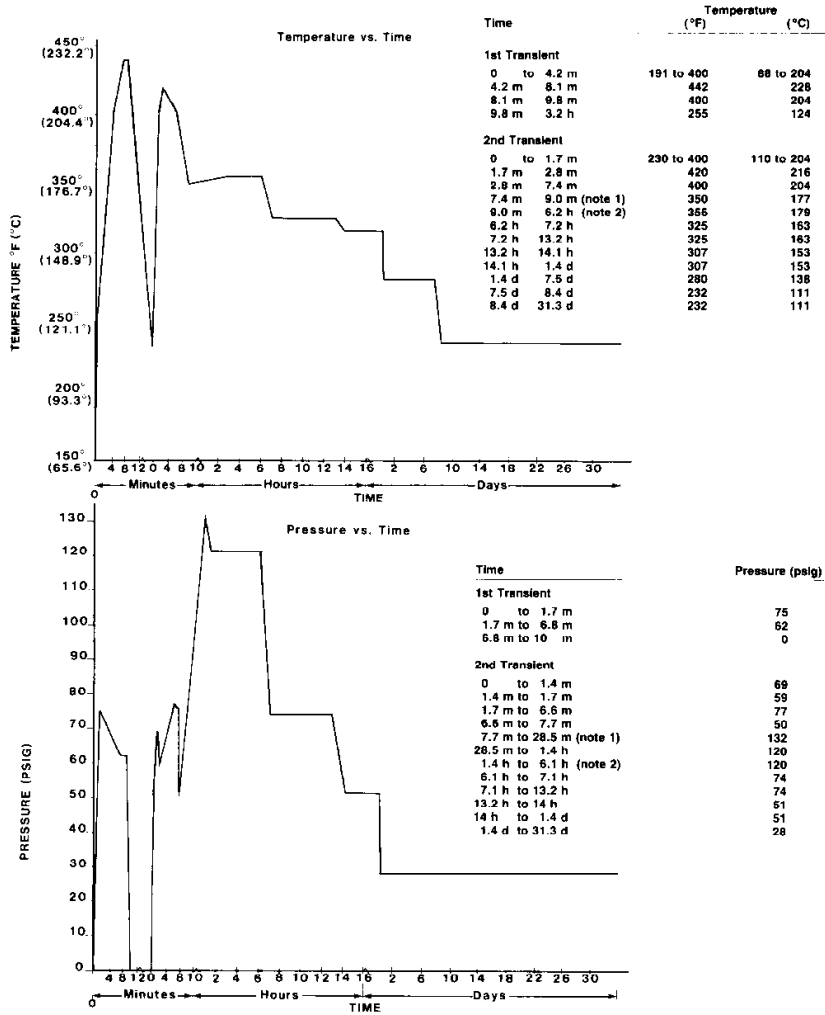 Temperature vs. Time
450°
(232.2°)
400°
(204.4°)
350°
(176.7°)
300°
(148.9°)
250°
(121.1°)
200°
(93.3°)
150°
(65.6°)
TEMPERATURE °F (°C)
4 8 12 0 4 8 10 2 4 6 8 10 12 14 16 2 6 10 14 18 22 26 30
0
Minutes Hours Days
TIME
Time Temperature
(°F) (°C)
1st Transient
0 to 4.2 m 191 to 400 88 to 204
4.2 m 8.1 m 442 228
8.1 m 9.8 m 400 204
9.8 m 3.2 h 255 124
2nd Transient
0 to 1.7 m 230 to 400 110 to 204
1.7 m 2.8 m 420 216
2.8 m 7.4 m 400 204
7.4 m 9.0 m (note 1) 350 177
9.0 m 6.2 h (note 2) 355 179
6.2 h 7.2 h 325 163
7.2 h 13.2 h 325 163
13.2 h 14.1 h 307 153
14.1 h 1.4 d 307 153
1.4 d 7.5 d 280 138
7.5 d 8.4 d 232 111
8.4 d 31.3 d 232 111
Pressure vs. Time
130
120
110
100
90
80
70
60
50
40
30
20
10
0
PRESSURE (PSIG)
4 8 12 0 4 8 10 2 4 6 8 10 12 14 16 2 6 10 14 18 22 26 30
0
Minutes Hours Days
TIME
Time Pressure (psig)
1st Transient
0 to 1.7 m 75
1.7 m to 6.8 m 62
6.8 m to 10 m 0
2nd Transient
0 to 1.4 m 69
1.4 m to 1.7 m 59
1.7 m to 6.6 m 77
6.6 m to 7.7 m 50
7.7 m to 28.5 m (note 1) 132
28.5 m to 1.4 h 120
1.4 h to 6.1 h (note 2) 120
6.1 h to 7.1 h 74
7.1 h to 13.2 h 74
13.2 h to 14 h 51
14 h to 1.4 d 51
1.4 d to 31.3 d 28